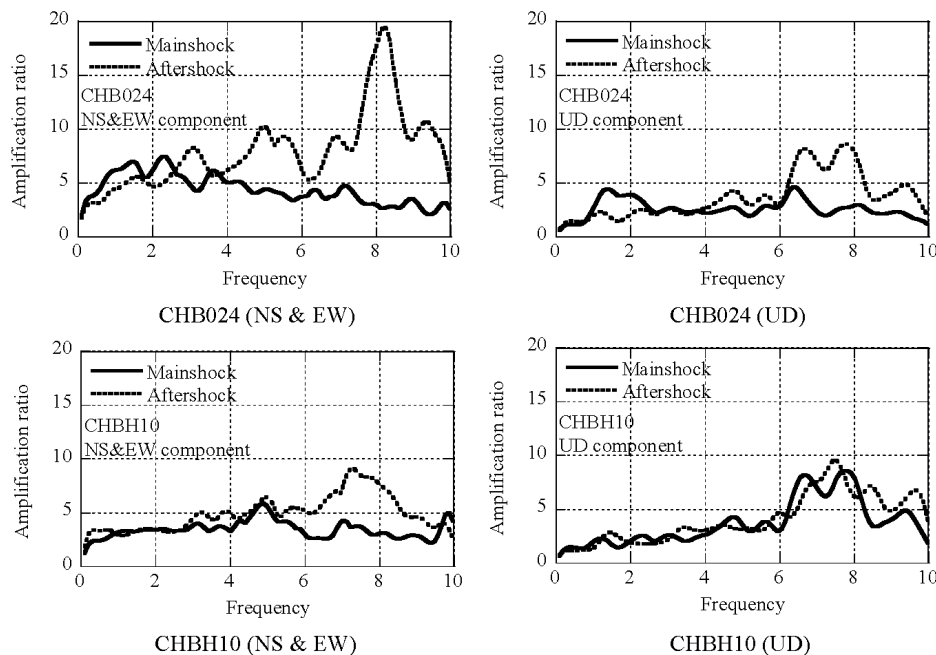 20
15
10
5
0
Amplification ratio
Mainshock
Aftershock
CHB024
NS&EW component
0 2 4 6 8 10
Frequency
CHB024 (NS & EW)
20
15
10
5
0
Amplification ratio
Mainshock
Aftershock
CHB024
UD component
0 2 4 6 8 10
Frequency
CHB024 (UD)
20
15
10
5
0
Amplification ratio
Mainshock
Aftershock
CHBH10
NS&EW component
0 2 4 6 8 10
Frequency
CHBH10 (NS & EW)
20
15
10
5
0
Amplification ratio
Mainshock
Aftershock
CHBH10
UD component
0 2 4 6 8 10
Frequency
CHBH10 (UD)